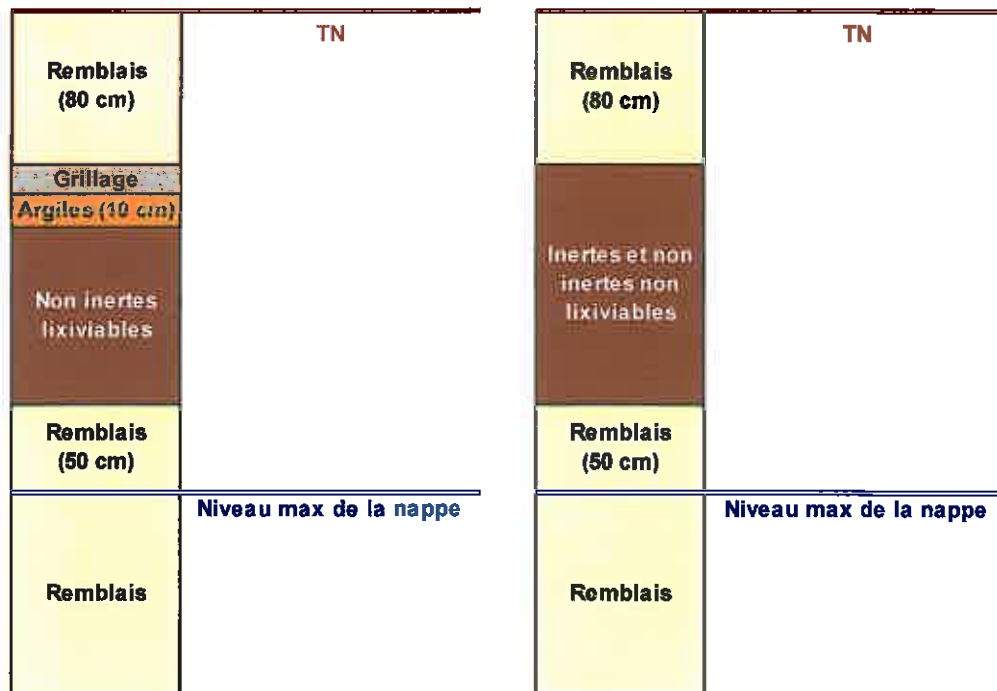 TN
Remblais
(80 cm)
Grillage
Argiles (10 cm)
Non inertes
lixiviables
Remblais
(50 cm)
Niveau max de la nappe
Remblais
TN
Remblais
(80 cm)
Inertes et non
inertes non
lixiviables
Remblais
(50 cm)
Niveau max de la nappe
Remblais